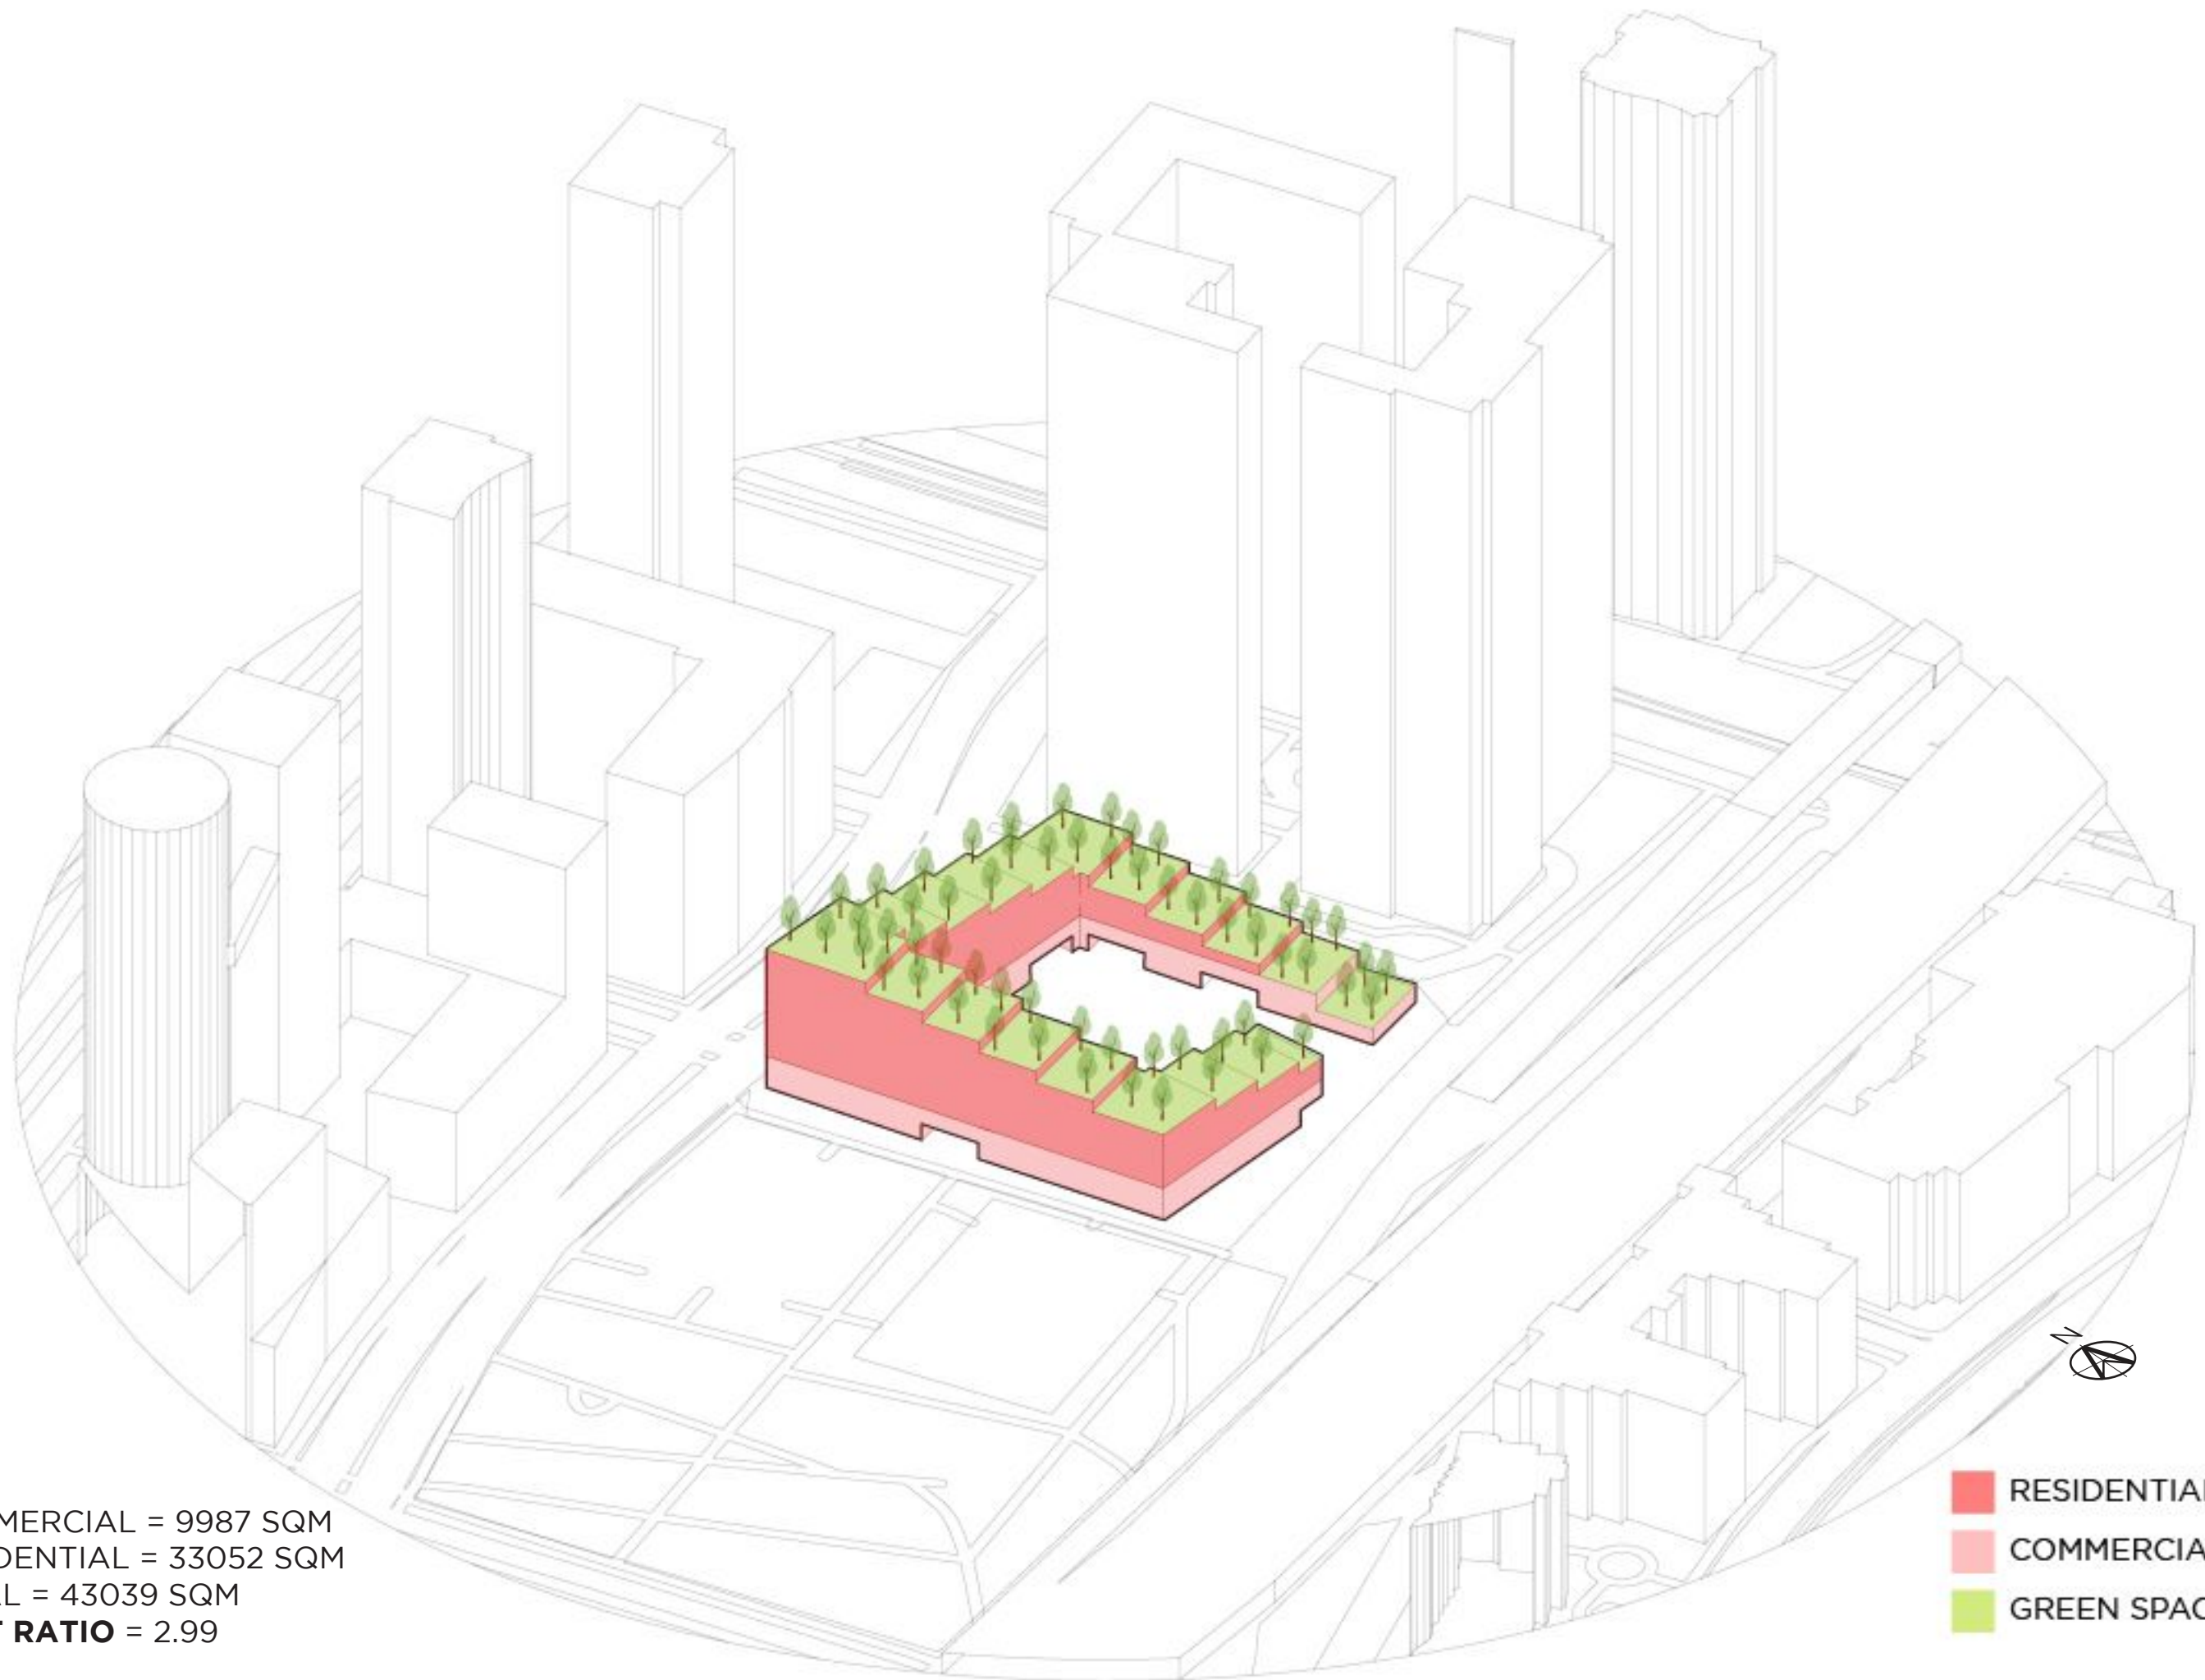 MERCIAL = 9987 SQM
DENTIAL = 33052 SQM
L = 43039 SQM
T RATIO = 2.99
N
RESIDENTIAL
COMMERCIA
GREEN SPAC